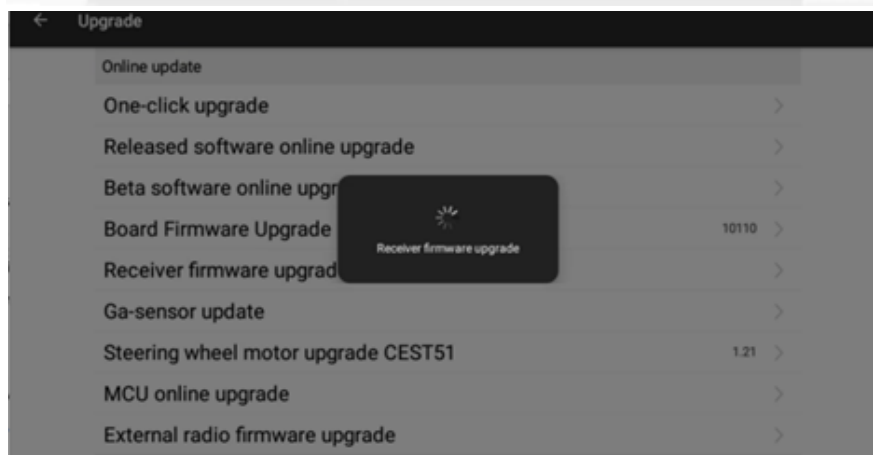 Upgrade
Online update
One-click upgrade
Released software online upgrade
Beta software online upgr
Board Firmware Upgrade 10110
Receiver firmware upgrade
Receiver firmware upgrad
Ga-sensor update
Steering wheel motor upgrade CEST51 1.21
MCU online upgrade
External radio firmware upgrade